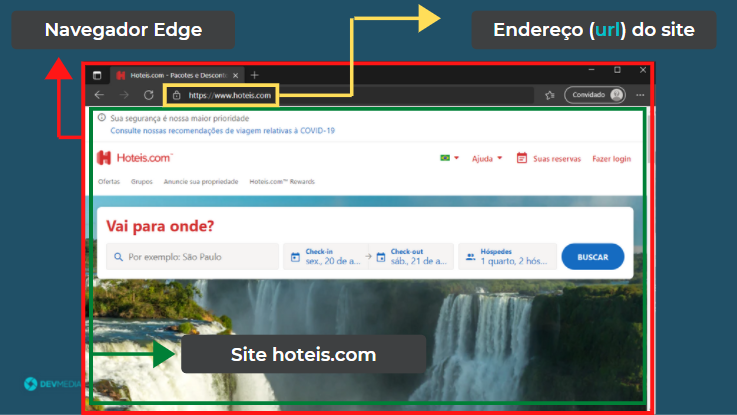 Navegador Edge
Endereço (url) do site
Hoteis.com - Pacotes e Descont
https://www.hoteis.com
Convidado
Sua segurança é nossa maior prioridade
Consulte nossas recomendações de viagem relativas à COVID-19
Hoteis.com™
Ajuda
Suas reservas
Fazer login
Ofertas Grupos Anuncie sua propriedade Hoteis.com™ Rewards
Vai para onde?
Por exemplo: São Paulo
Check-in
sex., 20 de a...
Check-out
sáb., 21 de a...
Hóspedes
1 quarto, 2 hós...
BUSCAR
Site hoteis.com
DEVMEDIA